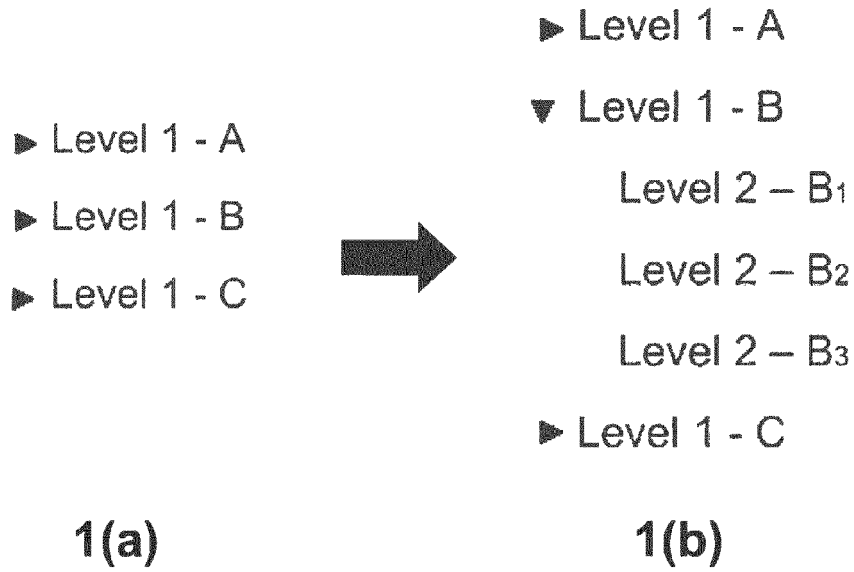 ► Level 1 - A
► Level 1 - B
► Level 1 - C
1(a)
► Level 1 - A
▼ Level 1 - B
Level 2 – B1
Level 2 – B2
Level 2 – B3
► Level 1 - C
1(b)